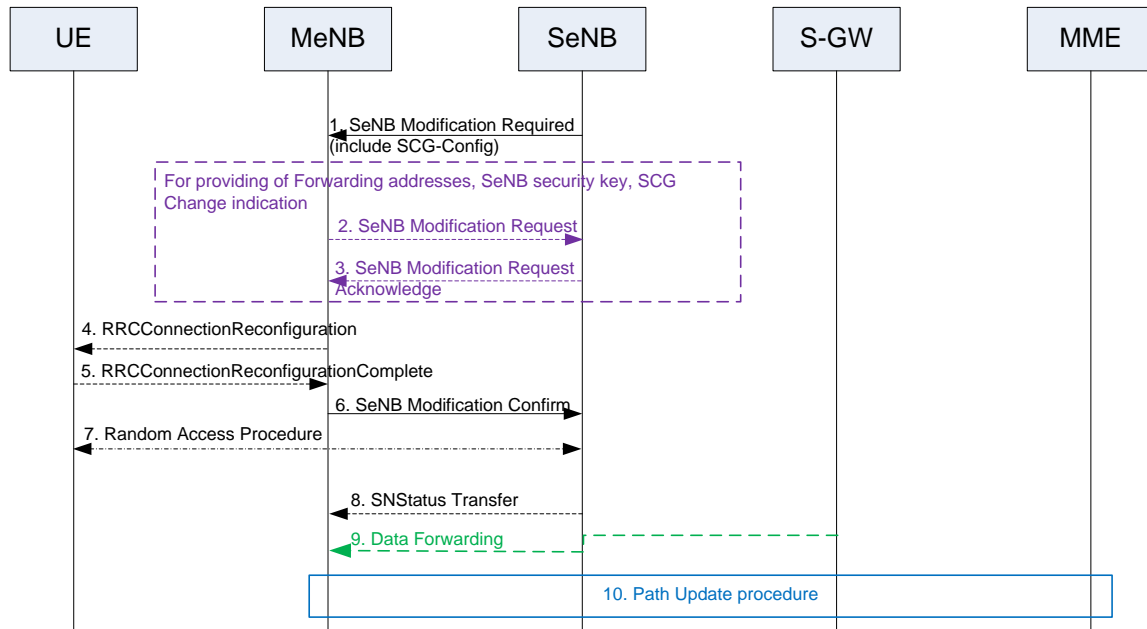 UE
MeNB
SeNB
S-GW
MME
1. SeNB Modification Required
(include SCG-Config)
For providing of Forwarding addresses, SeNB security key, SCG
Change indication
2. SeNB Modification Request
3. SeNB Modification Request
Acknowledge
4. RRCConnectionReconfiguration
5. RRCConnectionReconfigurationComplete
6. SeNB Modification Confirm
7. Random Access Procedure
8. SNStatus Transfer
9. Data Forwarding
10. Path Update procedure